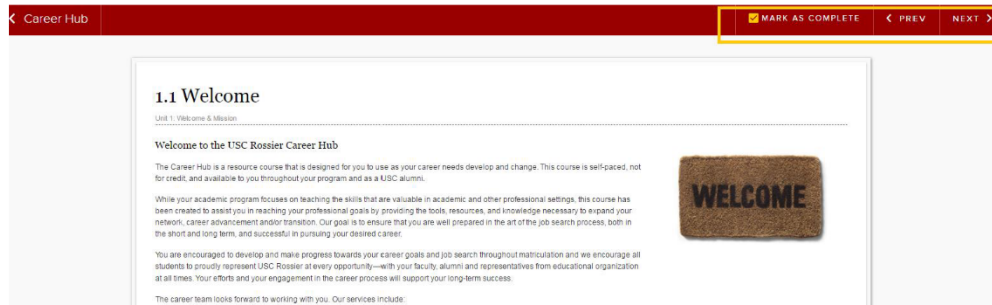 Career Hub
MARK AS COMPLETE
PREV
NEXT
1.1 Welcome
Unit 1: Welcome & Mission
Welcome to the USC Rossier Career Hub
The Career Hub is a resource course that is designed for you to use as your career needs develop and change. This course is self-paced, not
for credit, and available to you throughout your program and as a USC alumni.
While your academic program focuses on teaching the skills that are valuable in academic and other professional settings, this course has
been created to assist you in reaching your professional goals by providing the tools, resources, and knowledge necessary to expand your
network, career advancement and/or transition. Our goal is to ensure that you are well prepared in the art of the job search process, both in
the short and long term, and successful in pursuing your desired career.
You are encouraged to develop and make progress towards your career goals and job search throughout matriculation and we encourage all
students to proudly represent USC Rossier at every opportunity—with your faculty, alumni and representatives from educational organization
at all times. Your efforts and your engagement in the career process will support your long-term success.
The career team looks forward to working with you. Our services include:
WELCOME